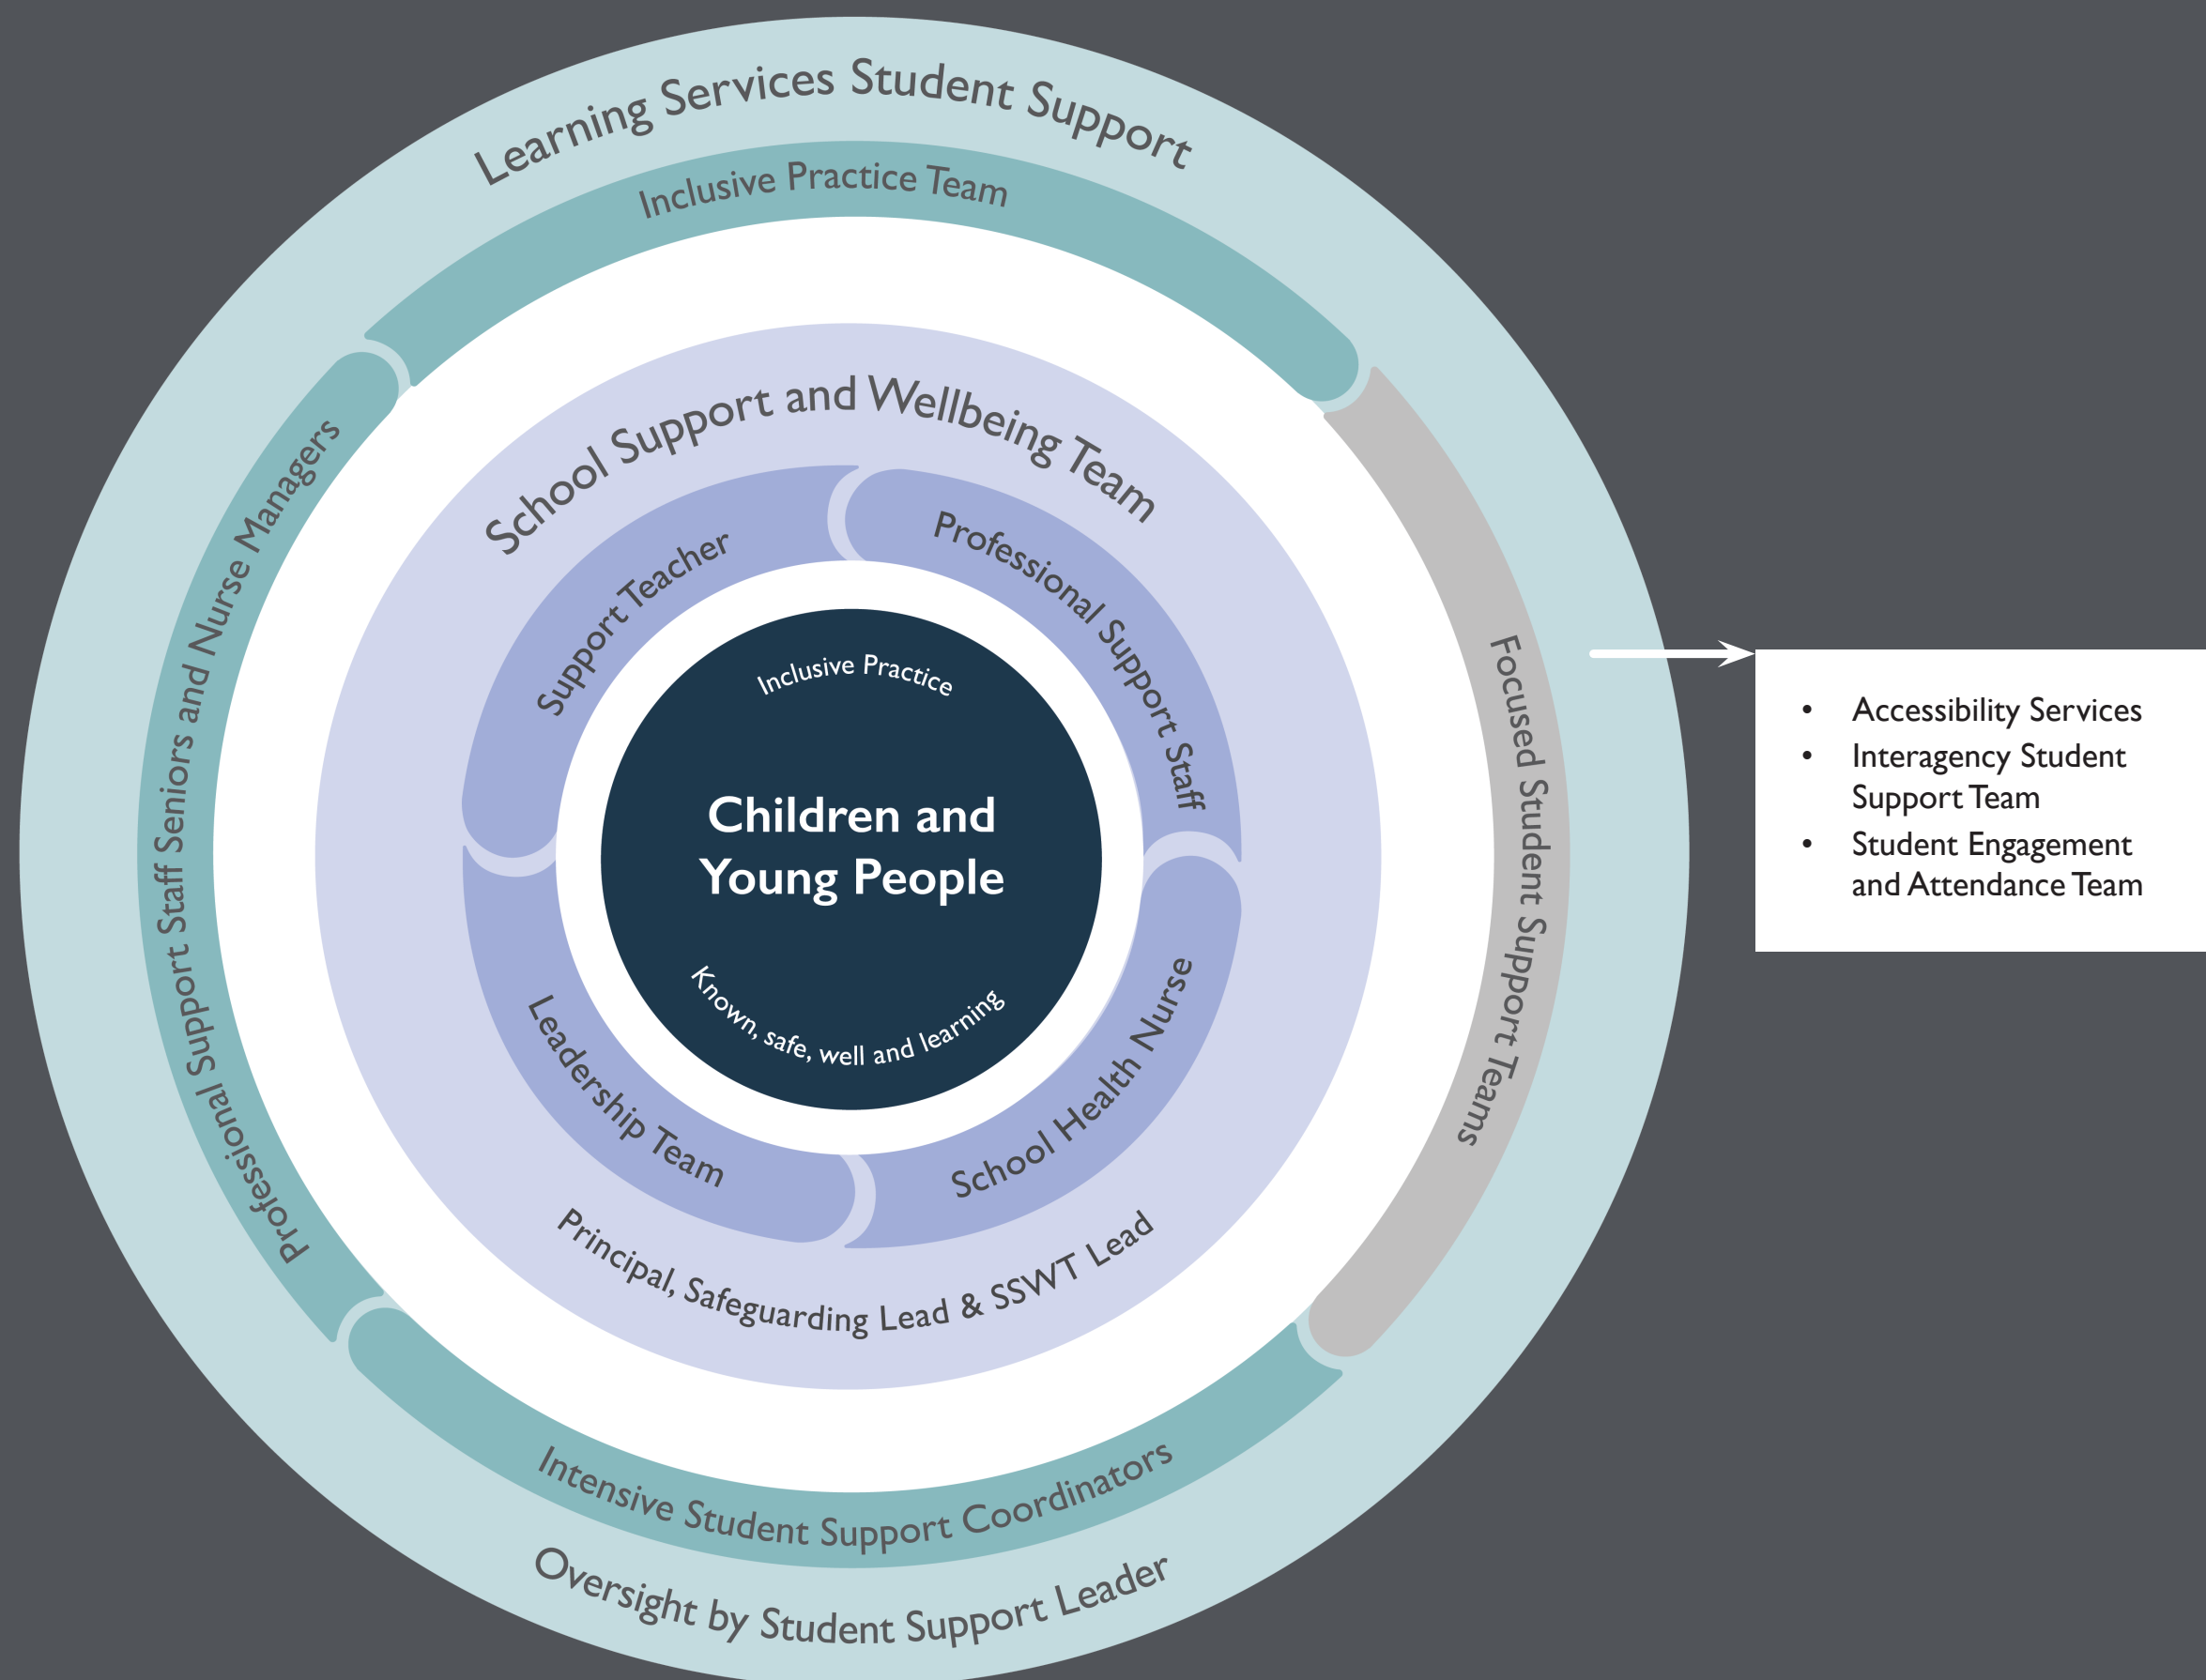 Learning Services Student Support
Inclusive Practice Team
School Support and Wellbeing Team
Support Teacher
Professional Support Staff
Inclusive Practice
Children and
Young People
Known, safe, well and learning
Leadership Team
School Health Nurse
Principal, Safeguarding Lead & SSWT Lead
Professional Support Staff Seniors and Nurse Managers
Focused Student Support Teams
Intensive Student Support Coordinators
Oversight by Student Support Leader
• Accessibility Services
• Interagency Student
Support Team
• Student Engagement
and Attendance Team